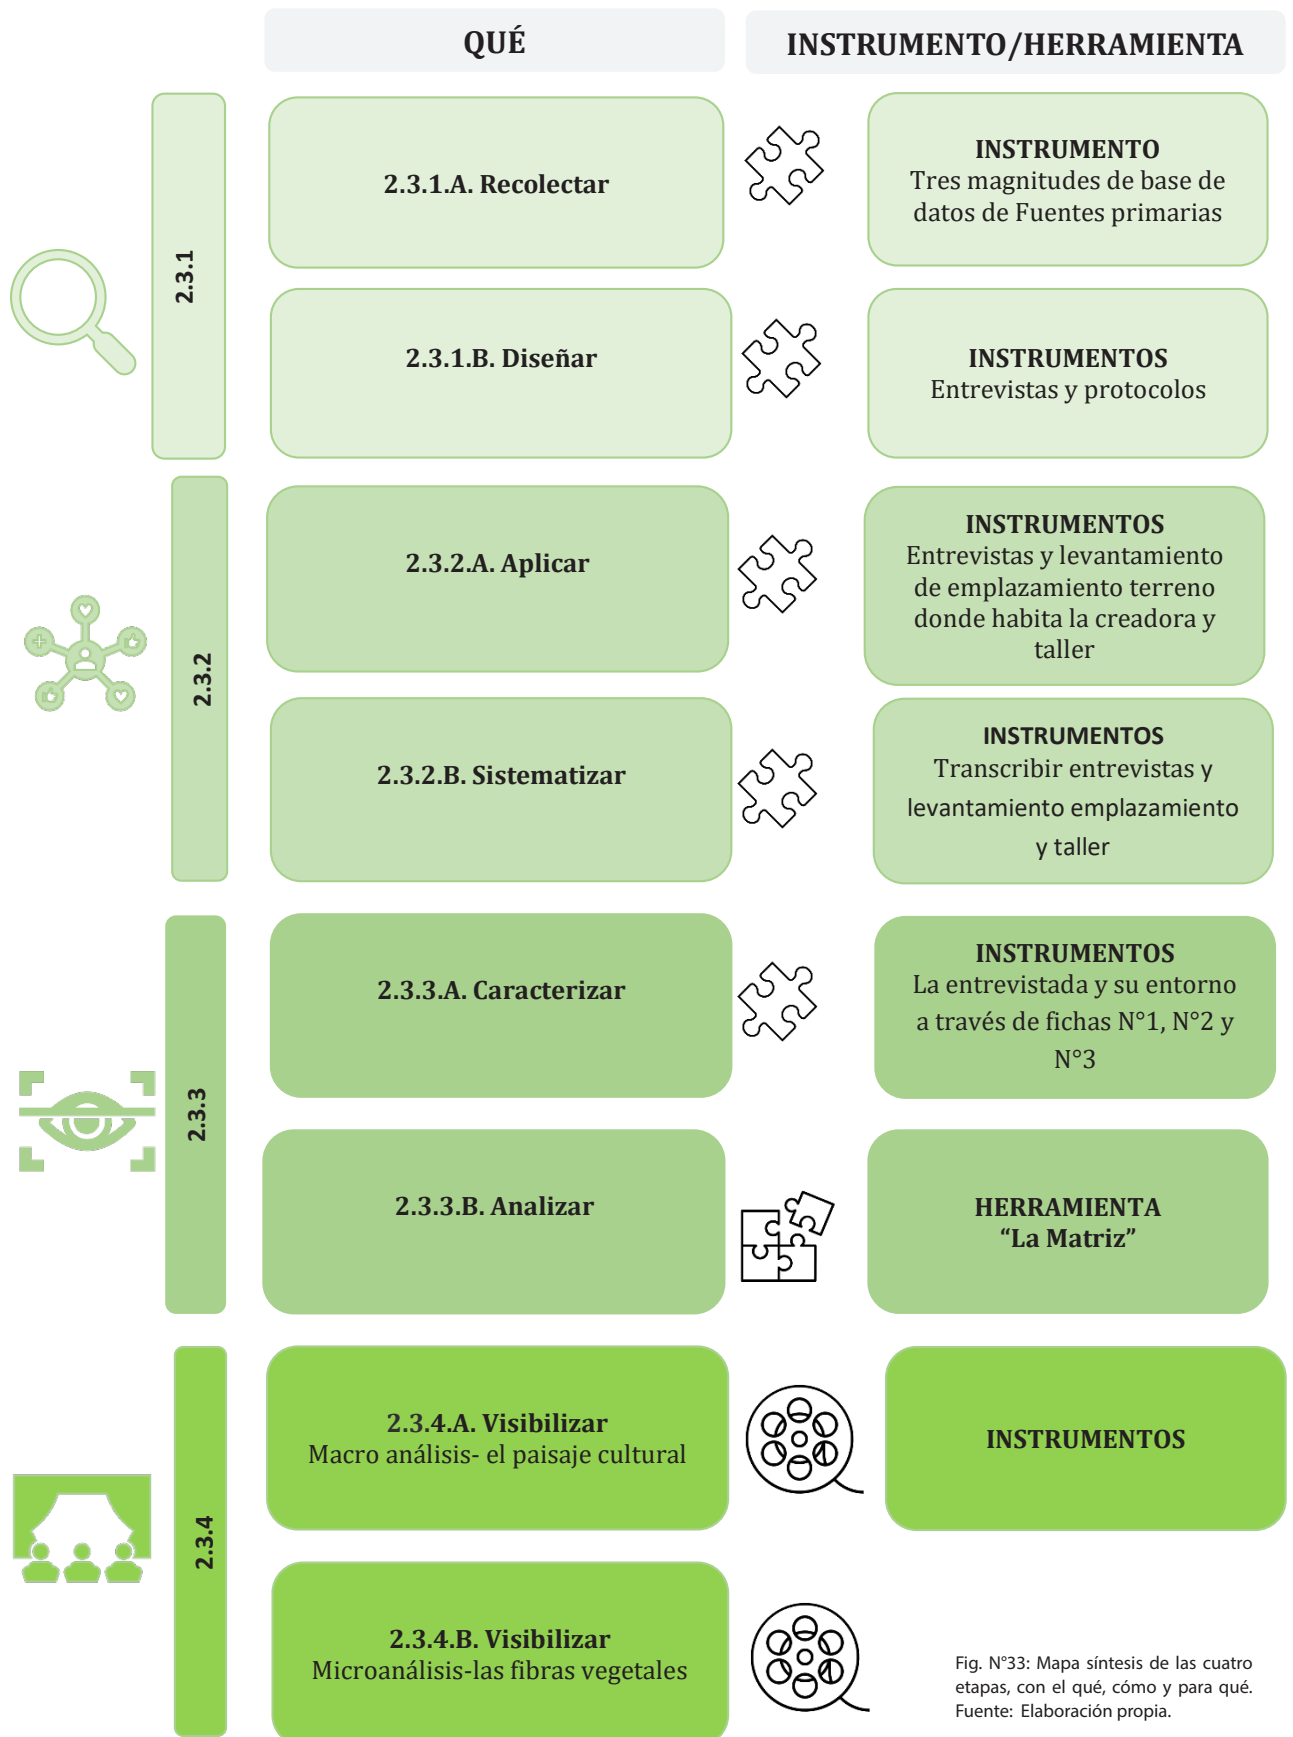 QUÉ
INSTRUMENTO/HERRAMIENTA
2.3.1
2.3.1.A. Recolectar
INSTRUMENTO
Tres magnitudes de base de
datos de Fuentes primarias
2.3.1.B. Diseñar
INSTRUMENTOS
Entrevistas y protocolos
2.3.2
2.3.2.A. Aplicar
INSTRUMENTOS
Entrevistas y levantamiento
de emplazamiento terreno
donde habita la creadora y
taller
2.3.2.B. Sistematizar
INSTRUMENTOS
Transcribir entrevistas y
levantamiento emplazamiento
y taller
2.3.3
2.3.3.A. Caracterizar
INSTRUMENTOS
La entrevistada y su entorno
a través de fichas N°1, N°2 y
N°3
2.3.3.B. Analizar
HERRAMIENTA
“La Matriz”
2.3.4
2.3.4.A. Visibilizar
Macro análisis- el paisaje cultural
INSTRUMENTOS
2.3.4.B. Visibilizar
Microanálisis-las fibras vegetales
Fig. N°33: Mapa síntesis de las cuatro
etapas, con el qué, cómo y para qué.
Fuente: Elaboración propia.